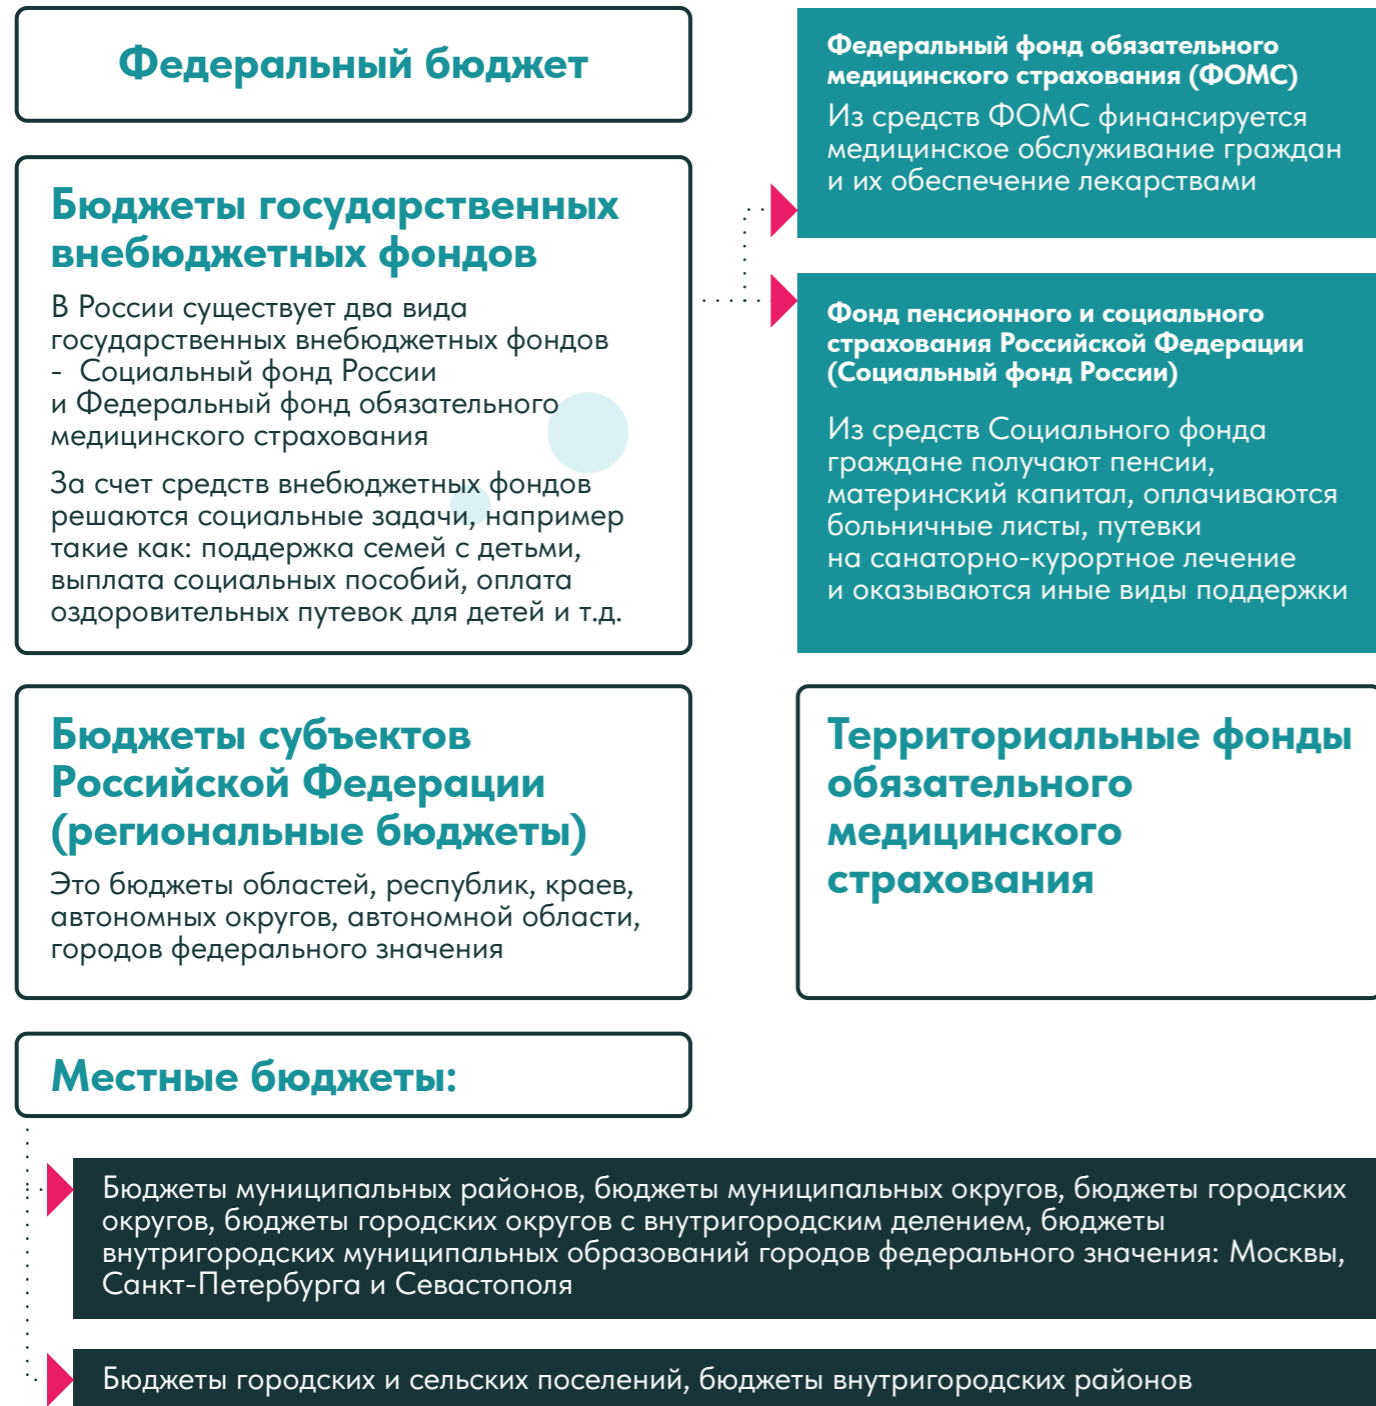 Федеральный бюджет
Бюджеты государственных
внебюджетных фондов
В России существует два вида
государственных внебюджетных фондов
- Социальный фонд России
и Федеральный фонд обязательного
медицинского страхования
За счет средств внебюджетных фондов
решаются социальные задачи, например
такие как: поддержка семей с детьми,
выплата социальных пособий, оплата
оздоровительных путевок для детей и т.д.
Федеральный фонд обязательного
медицинского страхования (ФОМС)
Из средств ФОМС финансируется
медицинское обслуживание граждан
и их обеспечение лекарствами
Фонд пенсионного и социального
страхования Российской Федерации
(Социальный фонд России)
Из средств Социального фонда
граждане получают пенсии,
материнский капитал, оплачиваются
больничные листы, путевки
на санаторно-курортное лечение
и оказываются иные виды поддержки
Бюджеты субъектов
Российской Федерации
(региональные бюджеты)
Это бюджеты областей, республик, краев,
автономных округов, автономной области,
городов федерального значения
Территориальные фонды
обязательного
медицинского
страхования
Местные бюджеты:
Бюджеты муниципальных районов, бюджеты муниципальных округов, бюджеты городских
округов, бюджеты городских округов с внутригородским делением, бюджеты
внутригородских муниципальных образований городов федерального значения: Москвы,
Санкт-Петербурга и Севастополя
Бюджеты городских и сельских поселений, бюджеты внутригородских районов